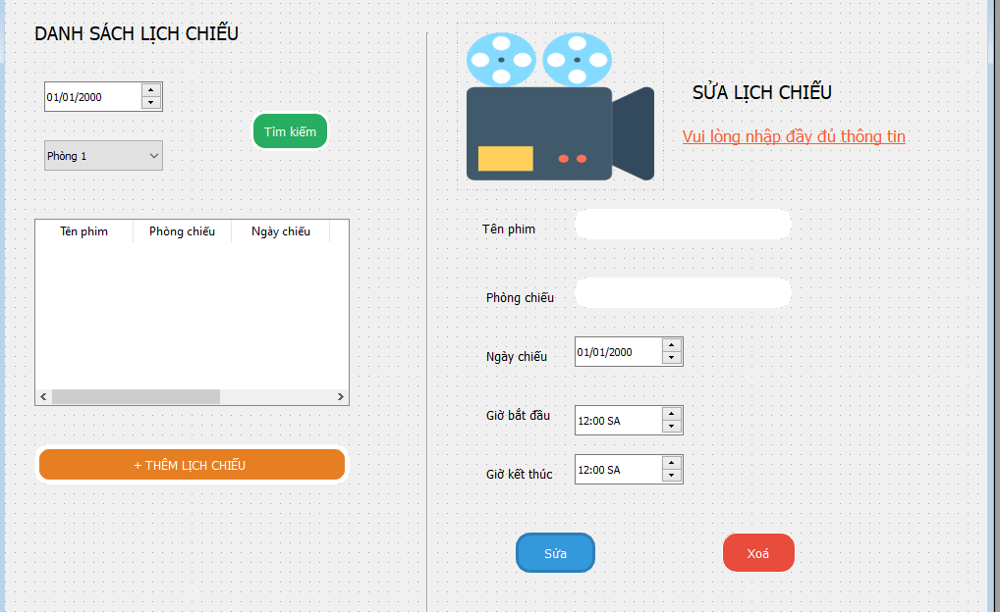 DANH SÁCH LỊCH CHIẾU
01/01/2000
Tìm kiếm
Phòng 1
Tên phim Phòng chiếu Ngày chiếu
+ THÊM LỊCH CHIẾU
SỬA LỊCH CHIẾU
Vui lòng nhập đầy đủ thông tin
Tên phim
Phòng chiếu
Ngày chiếu 01/01/2000
Giờ bắt đầu 12:00 SA
Giờ kết thúc 12:00 SA
Sửa Xoá